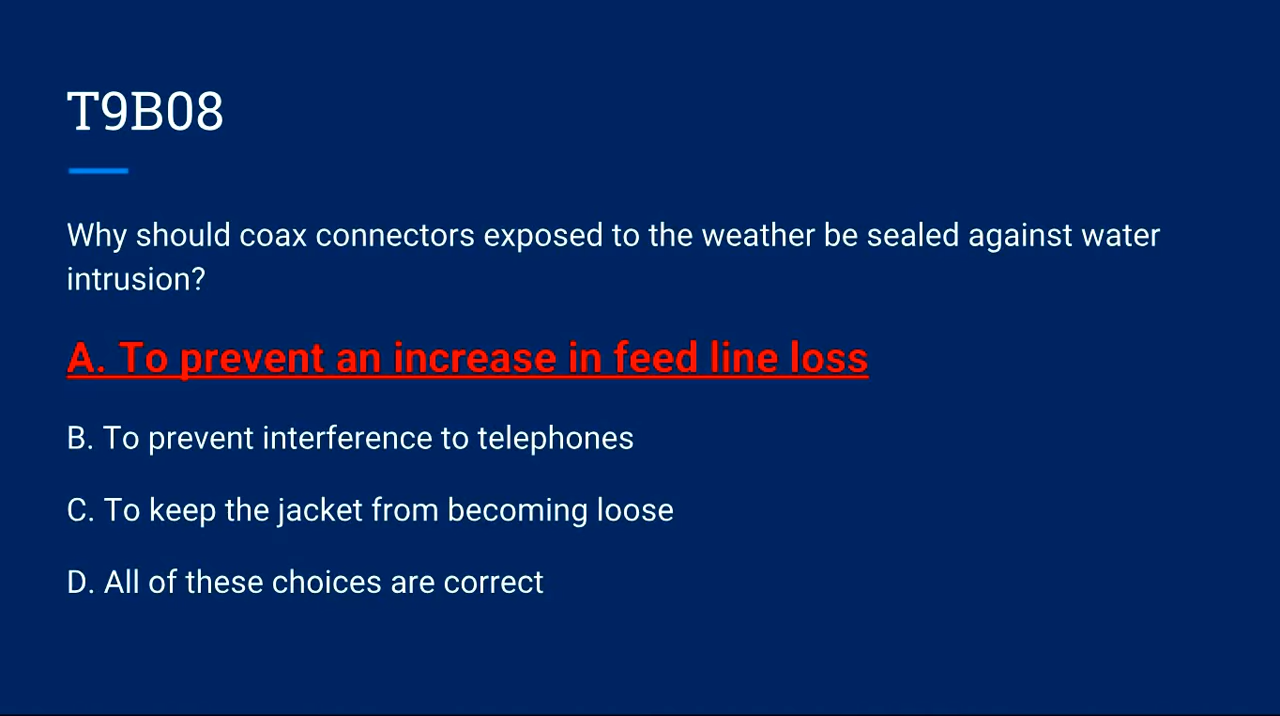 T9B08
Why should coax connectors exposed to the weather be sealed against water
intrusion?
A. To prevent an increase in feed line loss
B. To prevent interference to telephones
C. To keep the jacket from becoming loose
D. All of these choices are correct